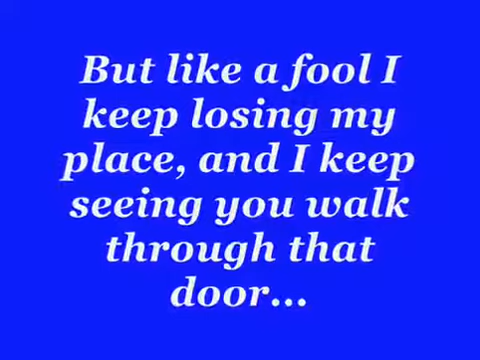 But like a fool I
keep losing my
place, and I keep
seeing you walk
through that
door...